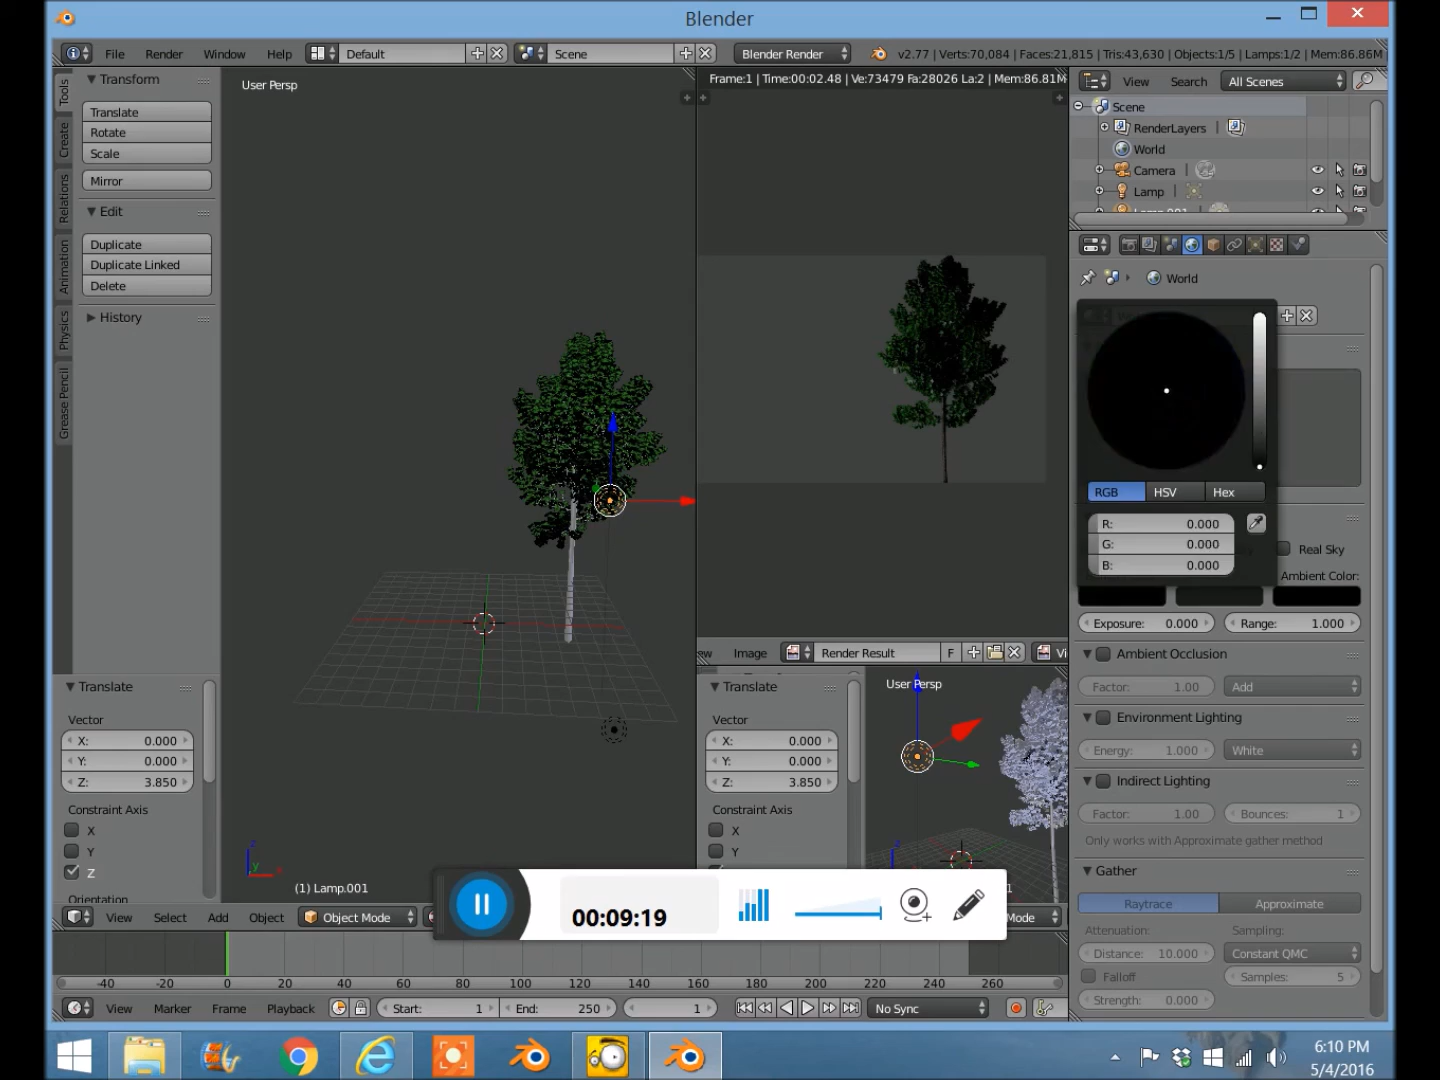 Blender
File Render Window Help Default Scene Blender Render v2.77 | Verts:70,084 | Faces:21,815 | Tris:43,630 | Objects:1/5 | Lamps:1/2 | Mem:86.86M
Tools
Create
Relations
Animation
Physics
Grease Pencil
Transform
Translate
Rotate
Scale
Mirror
Edit
Duplicate
Duplicate Linked
Delete
History
User Persp
Frame:1 | Time:00:02.48 | Ve:73479 Fa:28026 La:2 | Mem:86.81M
View Search All Scenes
Scene
RenderLayers |
World
Camera |
Lamp |
World
RGB HSV Hex
R: 0.000
G: 0.000
B: 0.000
Real Sky
Ambient Color:
Exposure: 0.000 Range: 1.000
Ambient Occlusion
Factor: 1.00 Add
Environment Lighting
Energy: 1.000 White
Indirect Lighting
Factor: 1.00 Bounces: 1
Only works with Approximate gather method
Gather
Raytrace Approximate
Attenuation: Sampling:
Distance: 10.000 Constant QMC
Falloff Samples: 5
Strength: 0.000
ew Image Render Result F Vi
Translate
Vector
X: 0.000
Y: 0.000
Z: 3.850
Constraint Axis
X
Y
Z
Orientation
(1) Lamp.001
Translate
Vector
X: 0.000
Y: 0.000
Z: 3.850
Constraint Axis
X
Y
User Persp
z
y
x
1
View Select Add Object Object Mode Mode
00:09:19
-40 -20 0 20 40 60 80 100 120 140 160 180 200 220 240 260
View Marker Frame Playback Start: 1 End: 250 1 No Sync
6:10 PM
5/4/2016